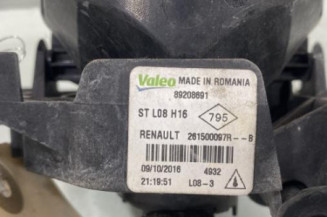 Valeo MADE IN ROMANIA
89208691
ST L08 H16 795
RENAULT 261500097R--B
09/10/2016 4932
21:19:51 L08-3